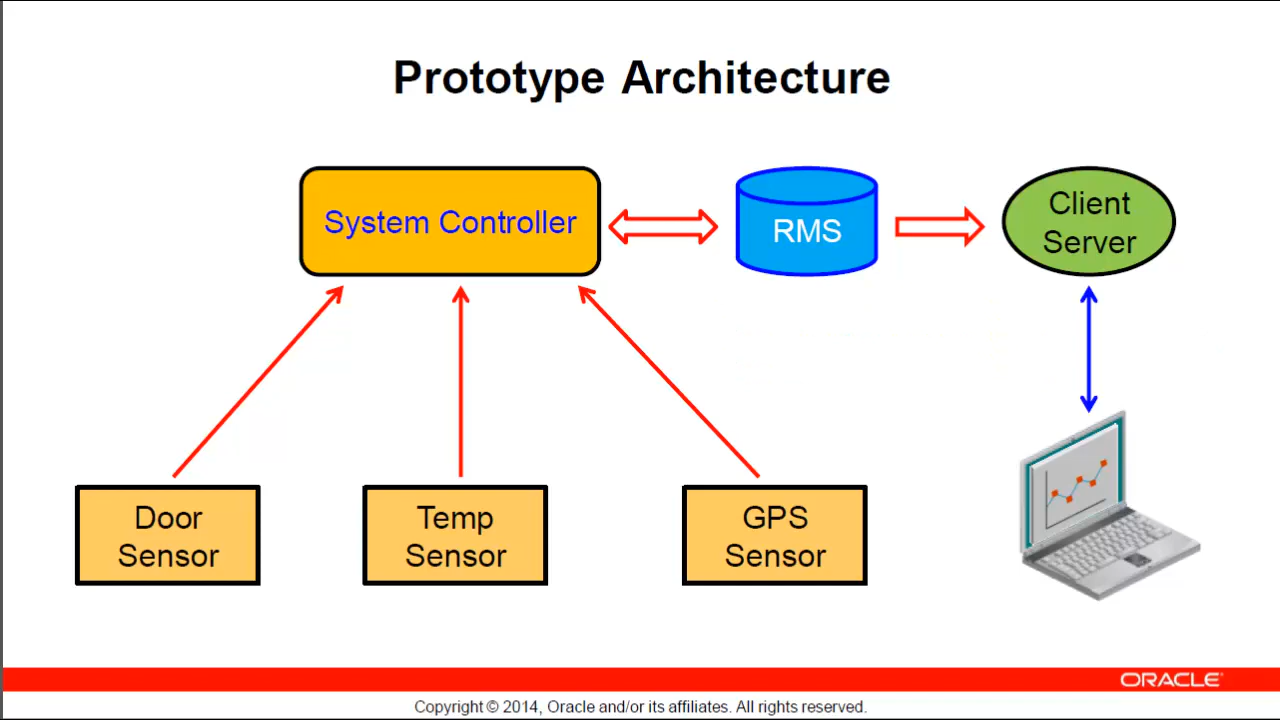 Prototype Architecture
System Controller
RMS
Client
Server
Door
Sensor
Temp
Sensor
GPS
Sensor
ORACLE
Copyright © 2014, Oracle and/or its affiliates. All rights reserved.